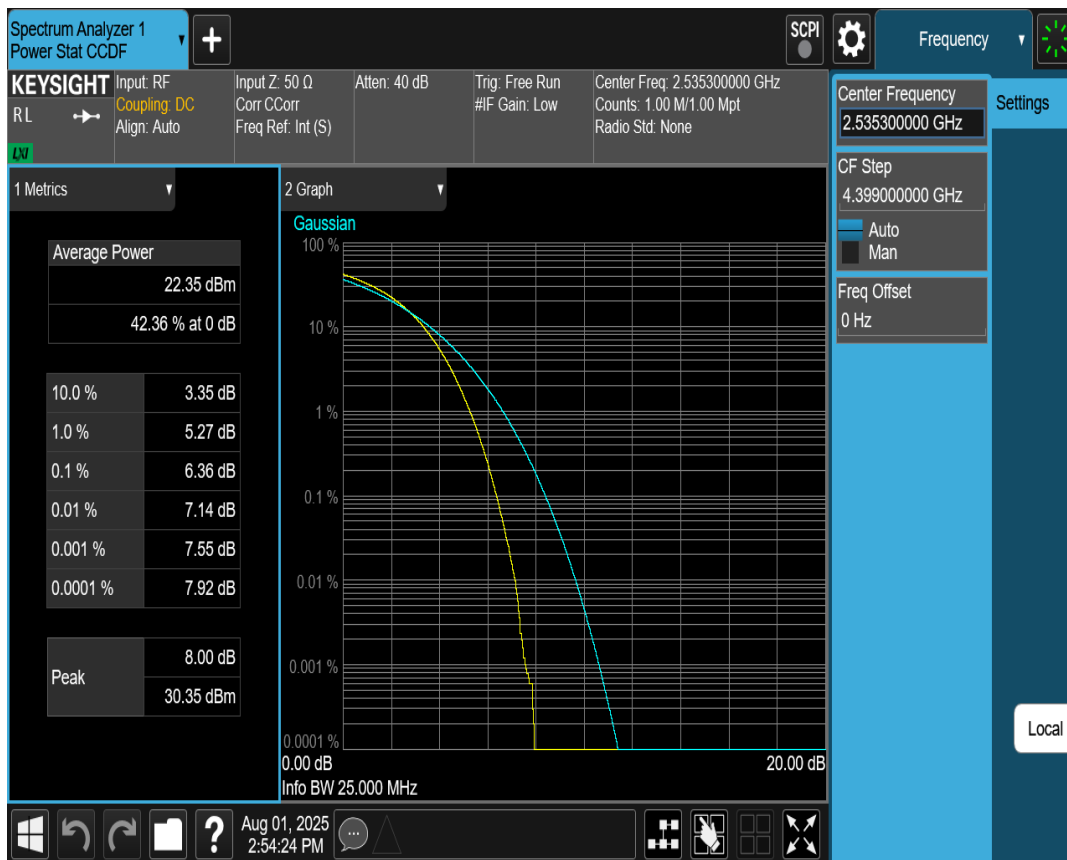 Spectrum Analyzer 1
Power Stat CCDF
SCPI
Frequency
KEYSIGHT
RL
LXI
Input: RF
Coupling: DC
Align: Auto
Input Z: 50 Ω
Corr CCorr
Freq Ref: Int (S)
Atten: 40 dB
Trig: Free Run
#IF Gain: Low
Center Freq: 2.535300000 GHz
Counts: 1.00 M/1.00 Mpt
Radio Std: None
Center Frequency
2.535300000 GHz
Settings
CF Step
4.399000000 GHz
Auto
Man
Freq Offset
0 Hz
1 Metrics
Average Power
22.35 dBm
42.36 % at 0 dB
10.0 % 3.35 dB
1.0 % 5.27 dB
0.1 % 6.36 dB
0.01 % 7.14 dB
0.001 % 7.55 dB
0.0001 % 7.92 dB
Peak
8.00 dB
30.35 dBm
2 Graph
Gaussian
100 %
10 %
1 %
0.1 %
0.01 %
0.001 %
0.0001 %
0.00 dB 20.00 dB
Info BW 25.000 MHz
Local
?
Aug 01, 2025
2:54:24 PM